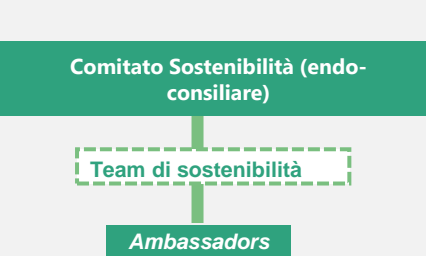 Comitato Sostenibilità (endo-
consiliare)
Team di sostenibilità
Ambassadors